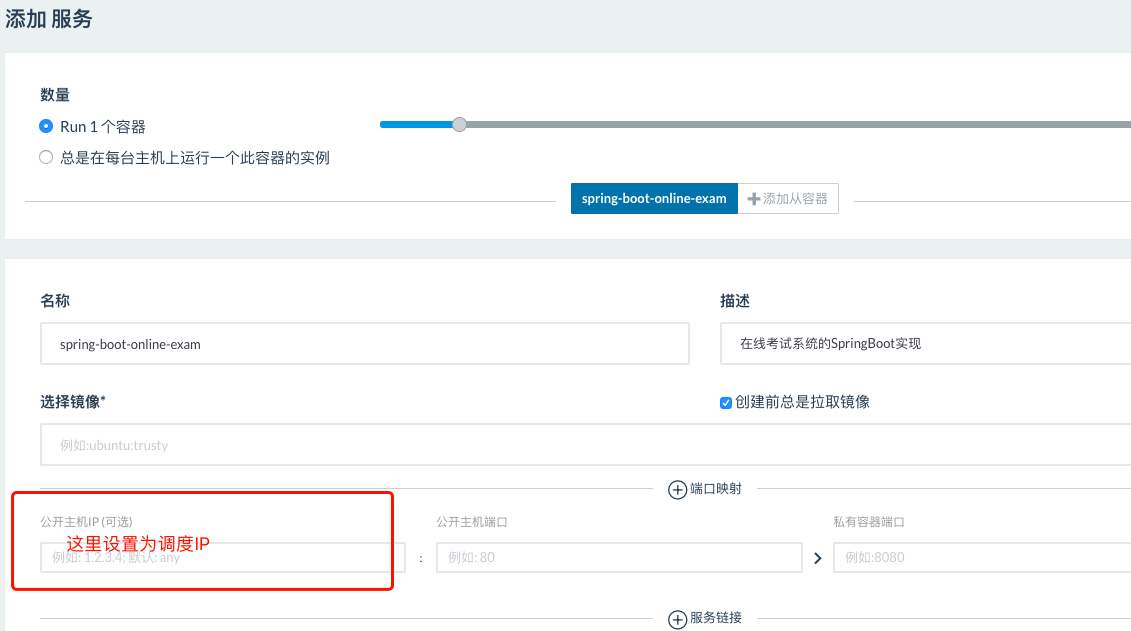 添加 服务
数量
Run 1 个容器
总是在每台主机上运行一个此容器的实例
spring-boot-online-exam
添加从容器
名称
描述
spring-boot-online-exam
在线考试系统的SpringBoot实现
选择镜像*
创建前总是拉取镜像
例如:ubuntu:trusty
端口映射
公开主机IP (可选)
公开主机端口
私有容器端口
这里设置为调度IP
例如: 1.2.3.4; 默认: any
:
例如: 80
例如:8080
服务链接